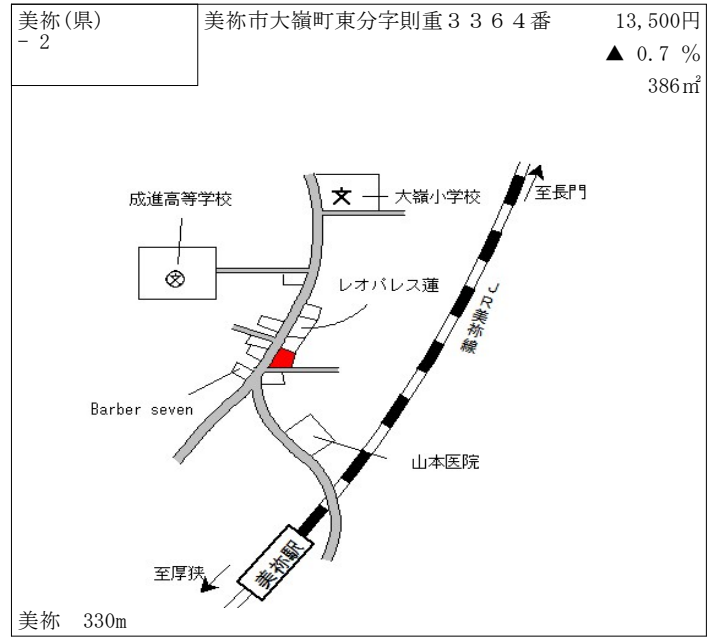 美祢(県)
- 2
美祢市大嶺町東分字則重３３６４番
13,500円
▲ 0.7 %
386㎡
文
大嶺小学校
成進高等学校
至長門
レオパレス蓮
ＪＲ美祢線
Barber seven
山本医院
美祢駅
至厚狭
美祢 330m